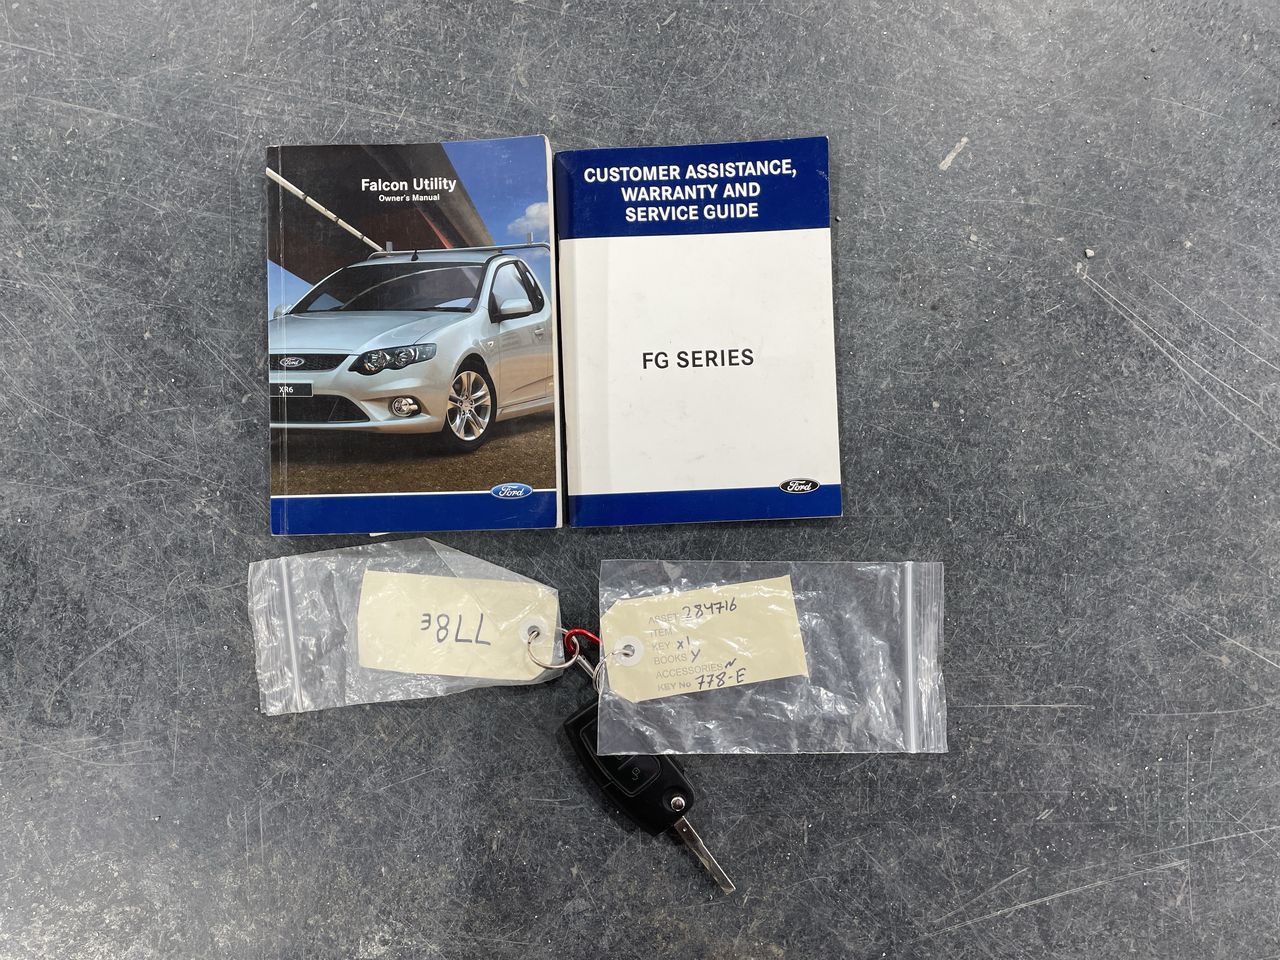 Falcon Utility
Owner's Manual
Ford
XR6
Ford
CUSTOMER ASSISTANCE,
WARRANTY AND
SERVICE GUIDE
FG SERIES
Ford
778E
ASSET 284716
ITEM
KEY x1
BOOKS Y
ACCESSORIES N
KEY No 778-E